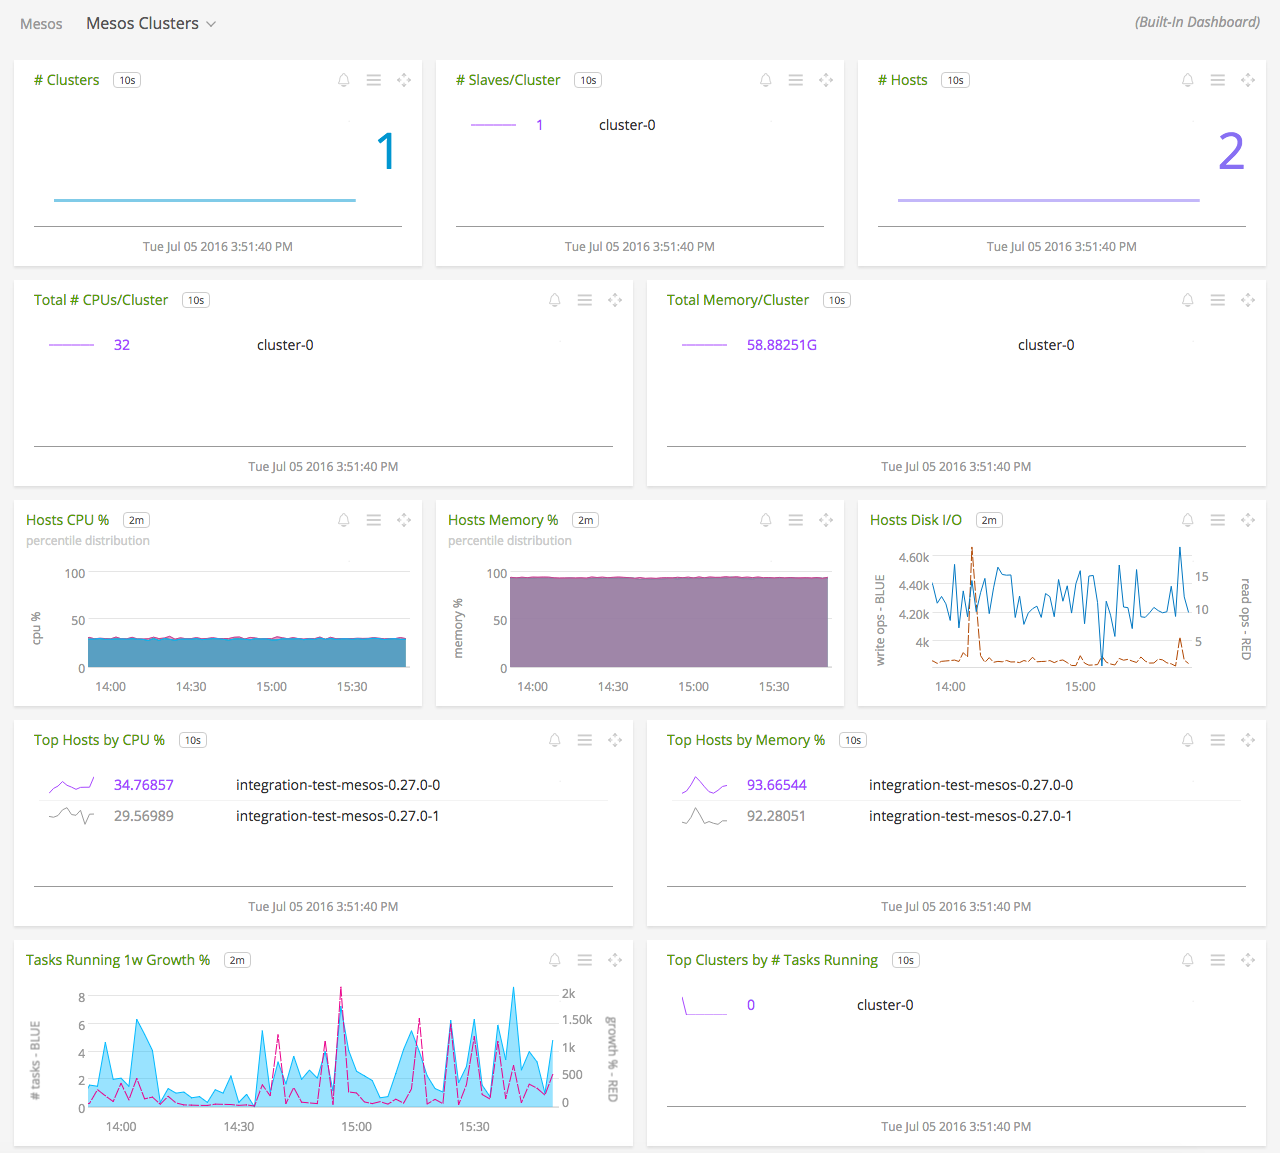 Mesos Mesos Clusters (Built-In Dashboard)
# Clusters 10s
1
Tue Jul 05 2016 3:51:40 PM
# Slaves/Cluster 10s
1 cluster-0
Tue Jul 05 2016 3:51:40 PM
# Hosts 10s
2
Tue Jul 05 2016 3:51:40 PM
Total # CPUs/Cluster 10s
32 cluster-0
Tue Jul 05 2016 3:51:40 PM
Total Memory/Cluster 10s
58.88251G cluster-0
Tue Jul 05 2016 3:51:40 PM
Hosts CPU % 2m
percentile distribution
cpu %
100
50
0
14:00 14:30 15:00 15:30
Hosts Memory % 2m
percentile distribution
memory %
100
50
0
14:00 14:30 15:00 15:30
Hosts Disk I/O 2m
write ops - BLUE
4.60k
4.40k
4.20k
4k
15
10
5
read ops - RED
14:00 15:00
Top Hosts by CPU % 10s
34.76857 integration-test-mesos-0.27.0-0
29.56989 integration-test-mesos-0.27.0-1
Tue Jul 05 2016 3:51:40 PM
Top Hosts by Memory % 10s
93.66544 integration-test-mesos-0.27.0-0
92.28051 integration-test-mesos-0.27.0-1
Tue Jul 05 2016 3:51:40 PM
Tasks Running 1w Growth % 2m
# tasks - BLUE
8
6
4
2
0
2k
1.50k
1k
500
0
growth % - RED
14:00 14:30 15:00 15:30
Top Clusters by # Tasks Running 10s
0 cluster-0
Tue Jul 05 2016 3:51:40 PM